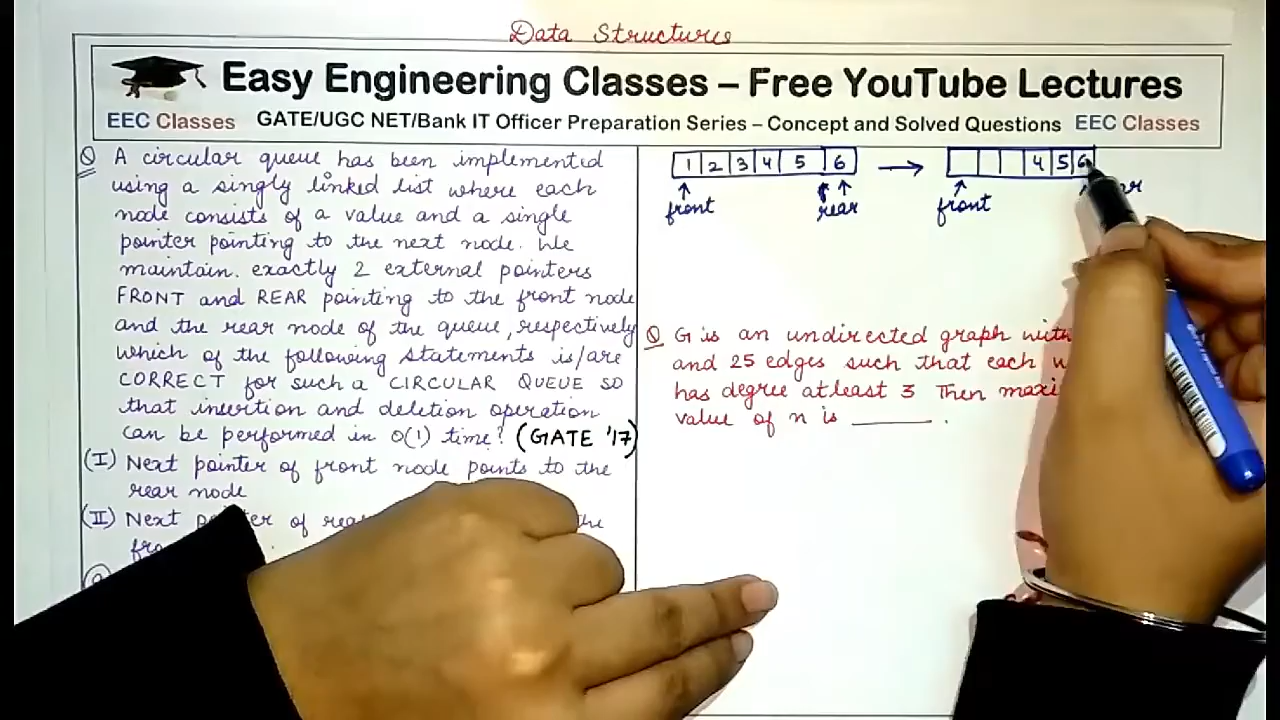 Data Structures
Easy Engineering Classes – Free YouTube Lectures
EEC Classes GATE/UGC NET/Bank IT Officer Preparation Series – Concept and Solved Questions EEC Classes
Q A circular queue has been implemented
using a singly linked list where each
node consists of a value and a single
pointer pointing to the next node. We
maintain. exactly 2 external pointers
FRONT and REAR pointing to the front node
and the rear node of the queue, respectively
which of the following statements is/are
CORRECT for such a CIRCULAR QUEUE so
that insertion and deletion operation
can be performed in O(1) time? (GATE '17)
(I) Next pointer of front node points to the
rear node
(II) Next of the
1 2 3 4 5 6 → 4 5 6
front rear front
Q G is an undirected graph with
and 25 edges such that each
has degree atleast 3 Then
value of n is ______ .